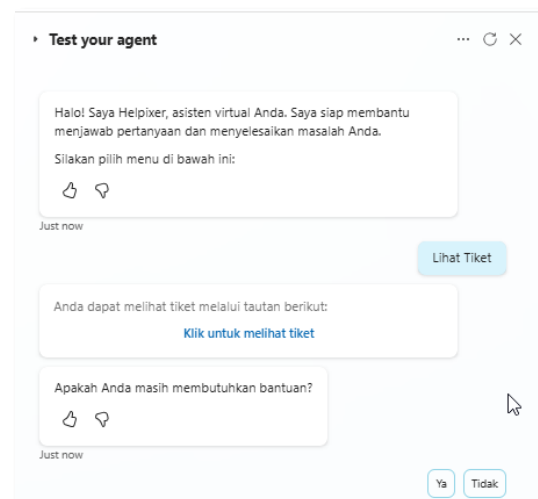 Test your agent
Halo! Saya Helpixer, asisten virtual Anda. Saya siap membantu
menjawab pertanyaan dan menyelesaikan masalah Anda.
Silakan pilih menu di bawah ini:
Just now
Lihat Tiket
Anda dapat melihat tiket melalui tautan berikut:
Klik untuk melihat tiket
Apakah Anda masih membutuhkan bantuan?
Just now
Ya
Tidak